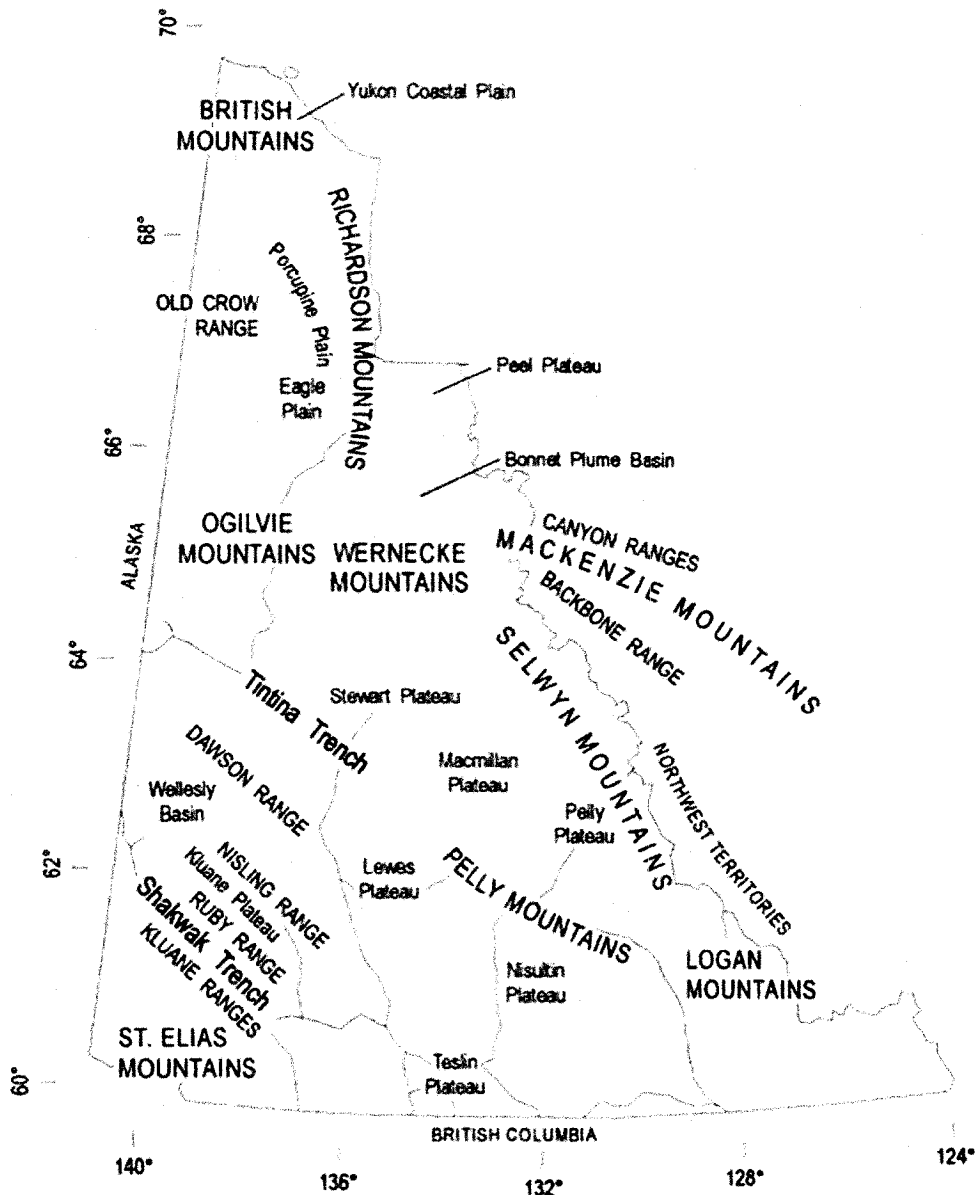 70°
Yukon Coastal Plain
BRITISH
MOUNTAINS
68°
RICHARDSON MOUNTAINS
Porcupine Plain
OLD CROW
RANGE
Eagle
Plain
Peel Plateau
66°
Bonnet Plume Basin
ALASKA
OGILVIE
MOUNTAINS
WERNECKE
MOUNTAINS
CANYON RANGES
MACKENZIE MOUNTAINS
BACKBONE RANGE
64°
SELWYN MOUNTAINS
Tintina Trench
Stewart Plateau
DAWSON RANGE
Macmillan
Plateau
NORTHWEST TERRITORIES
Wellesly
Basin
Pelly
Plateau
62°
NISLING RANGE
Kluane Plateau
RUBY RANGE
Shakwak Trench
KLUANE RANGES
Lewes
Plateau
PELLY MOUNTAINS
Nisultin
Plateau
LOGAN
MOUNTAINS
ST. ELIAS
MOUNTAINS
Teslin
Plateau
60°
BRITISH COLUMBIA
140°
136°
132°
128°
124°